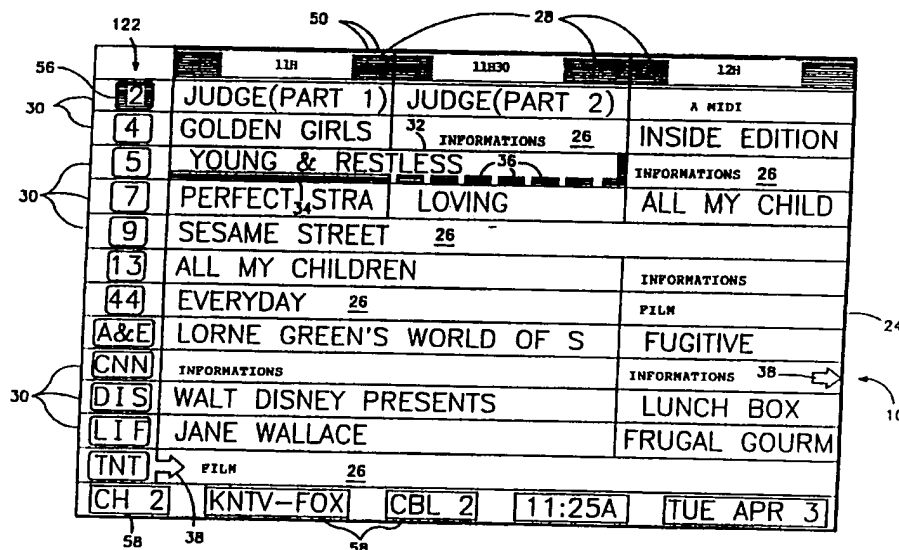 122 50 28
11H 11H30 12H
56 2 JUDGE(PART 1) JUDGE(PART 2) A MIDI
30 4 GOLDEN GIRLS 32 INFORMATIONS 26 INSIDE EDITION
5 YOUNG & RESTLESS 36 INFORMATIONS 26
30 7 PERFECT STRA 34 LOVING ALL MY CHILD
9 SESAME STREET 26
13 ALL MY CHILDREN INFORMATIONS
44 EVERYDAY 26 FILM 24
A&E LORNE GREEN'S WORLD OF S FUGITIVE
CNN INFORMATIONS INFORMATIONS 38
30 DIS WALT DISNEY PRESENTS LUNCH BOX 10
LIF JANE WALLACE FRUGAL GOURM
TNT FILM 26
CH 2 KNTV-FOX CBL 2 11:25A TUE APR 3
58 38 58